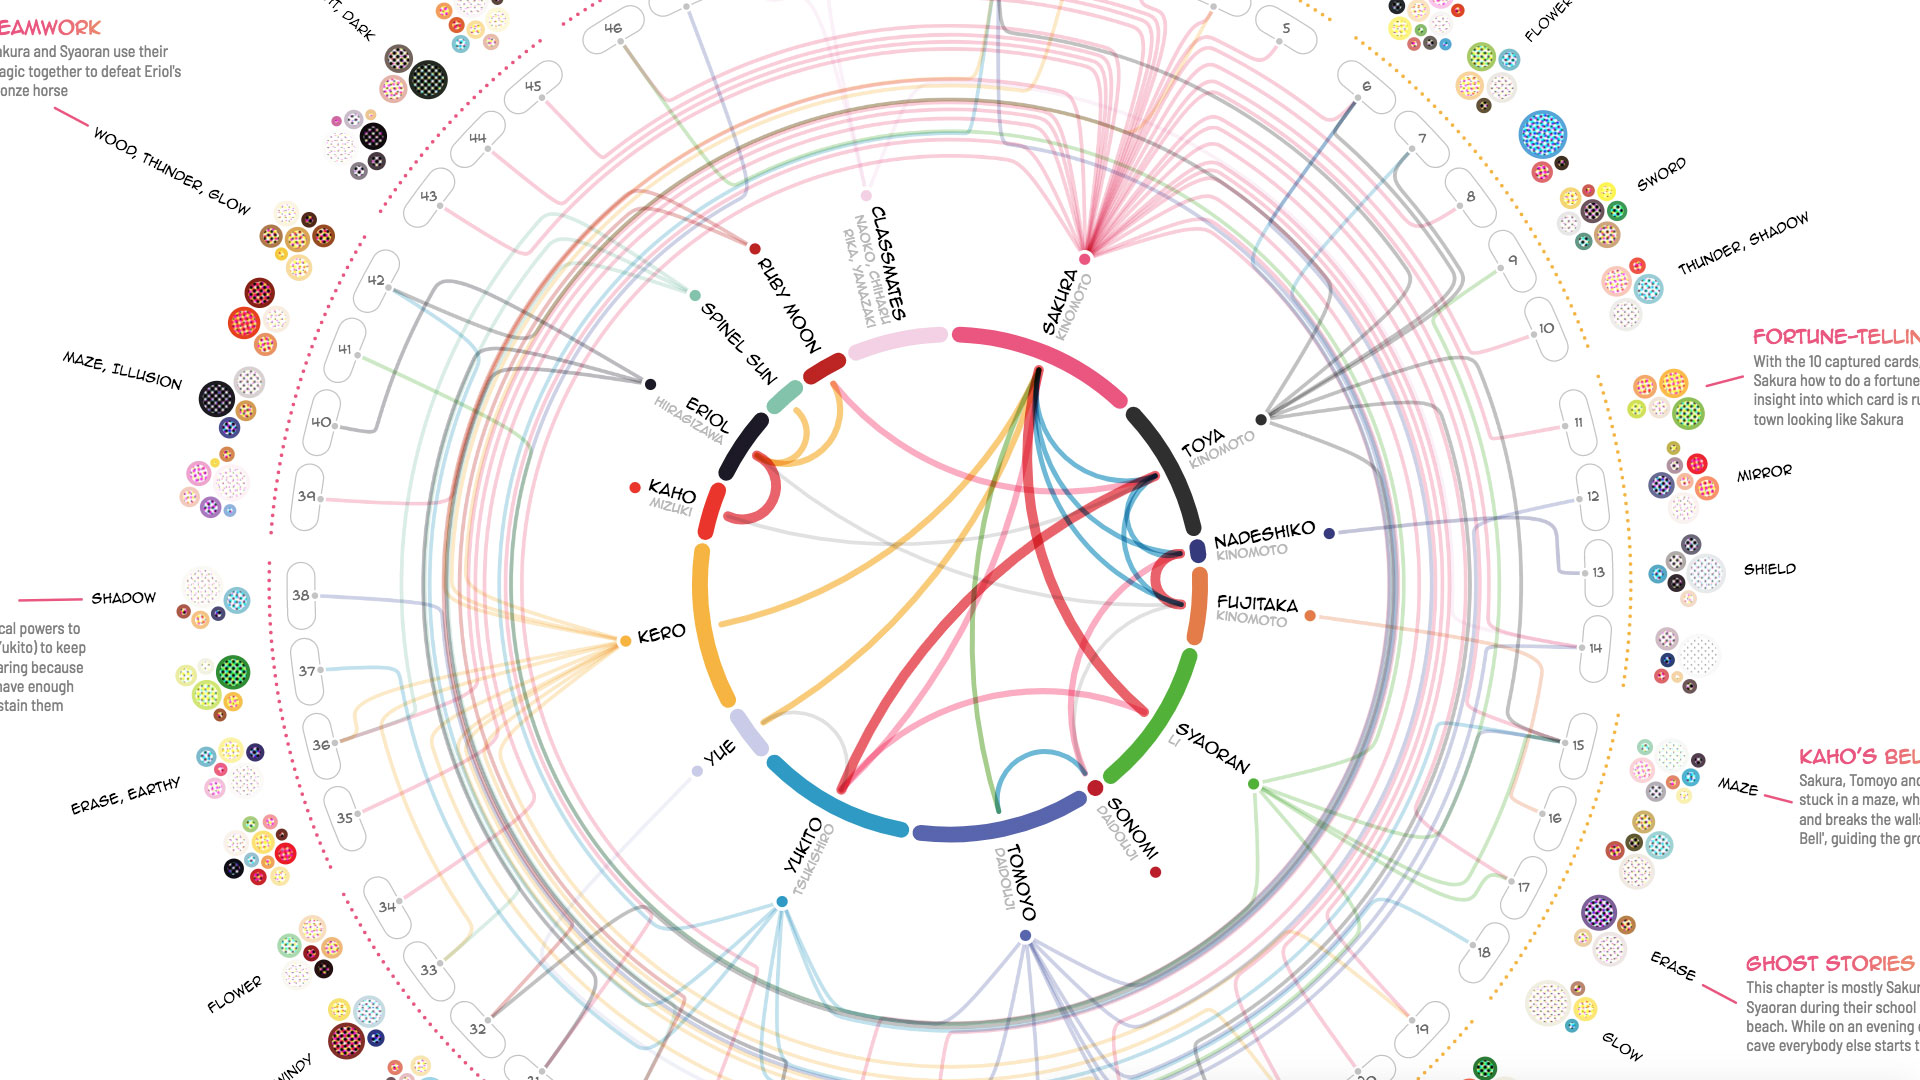 EAMWORK
akura and Syaoran use their
agic together to defeat Eriol's
onze horse
WOOD, THUNDER, GLOW
DARK
MAZE, ILLUSION
SHADOW
cal powers to
Yukito) to keep
earing because
have enough
stain them
ERASE, EARTHY
FLOWER
WINDY
46
45
44
43
42
41
40
39
38
37
36
35
34
33
32
31
CLASSMATES
NAOKO, CHIHARU
RIKA, YAMAZAKI
RUBY MOON
SPINEL SUN
ERIOL
HIIRAGIZAWA
KAHO
MIZUKI
KERO
YUE
YUKITO
TSUKISHIRO
TOMOYO
DAIDOUJI
SONOMI
DAIDOUJI
SYAORAN
LI
FUJITAKA
KINOMOTO
NADESHIKO
KINOMOTO
TOYA
KINOMOTO
SAKURA
KINOMOTO
5
6
7
8
9
10
11
12
13
14
15
16
17
18
19
20
FLOWER
SWORD
THUNDER, SHADOW
FORTUNE-TELLIN
With the 10 captured cards,
Sakura how to do a fortune
insight into which card is ru
town looking like Sakura
MIRROR
SHIELD
MAZE
KAHO'S BEL
Sakura, Tomoyo and
stuck in a maze, wh
and breaks the wall
Bell', guiding the gro
ERASE
GHOST STORIES
This chapter is mostly Sakur
Syaoran during their school
beach. While on an evening
cave everybody else starts t
GLOW